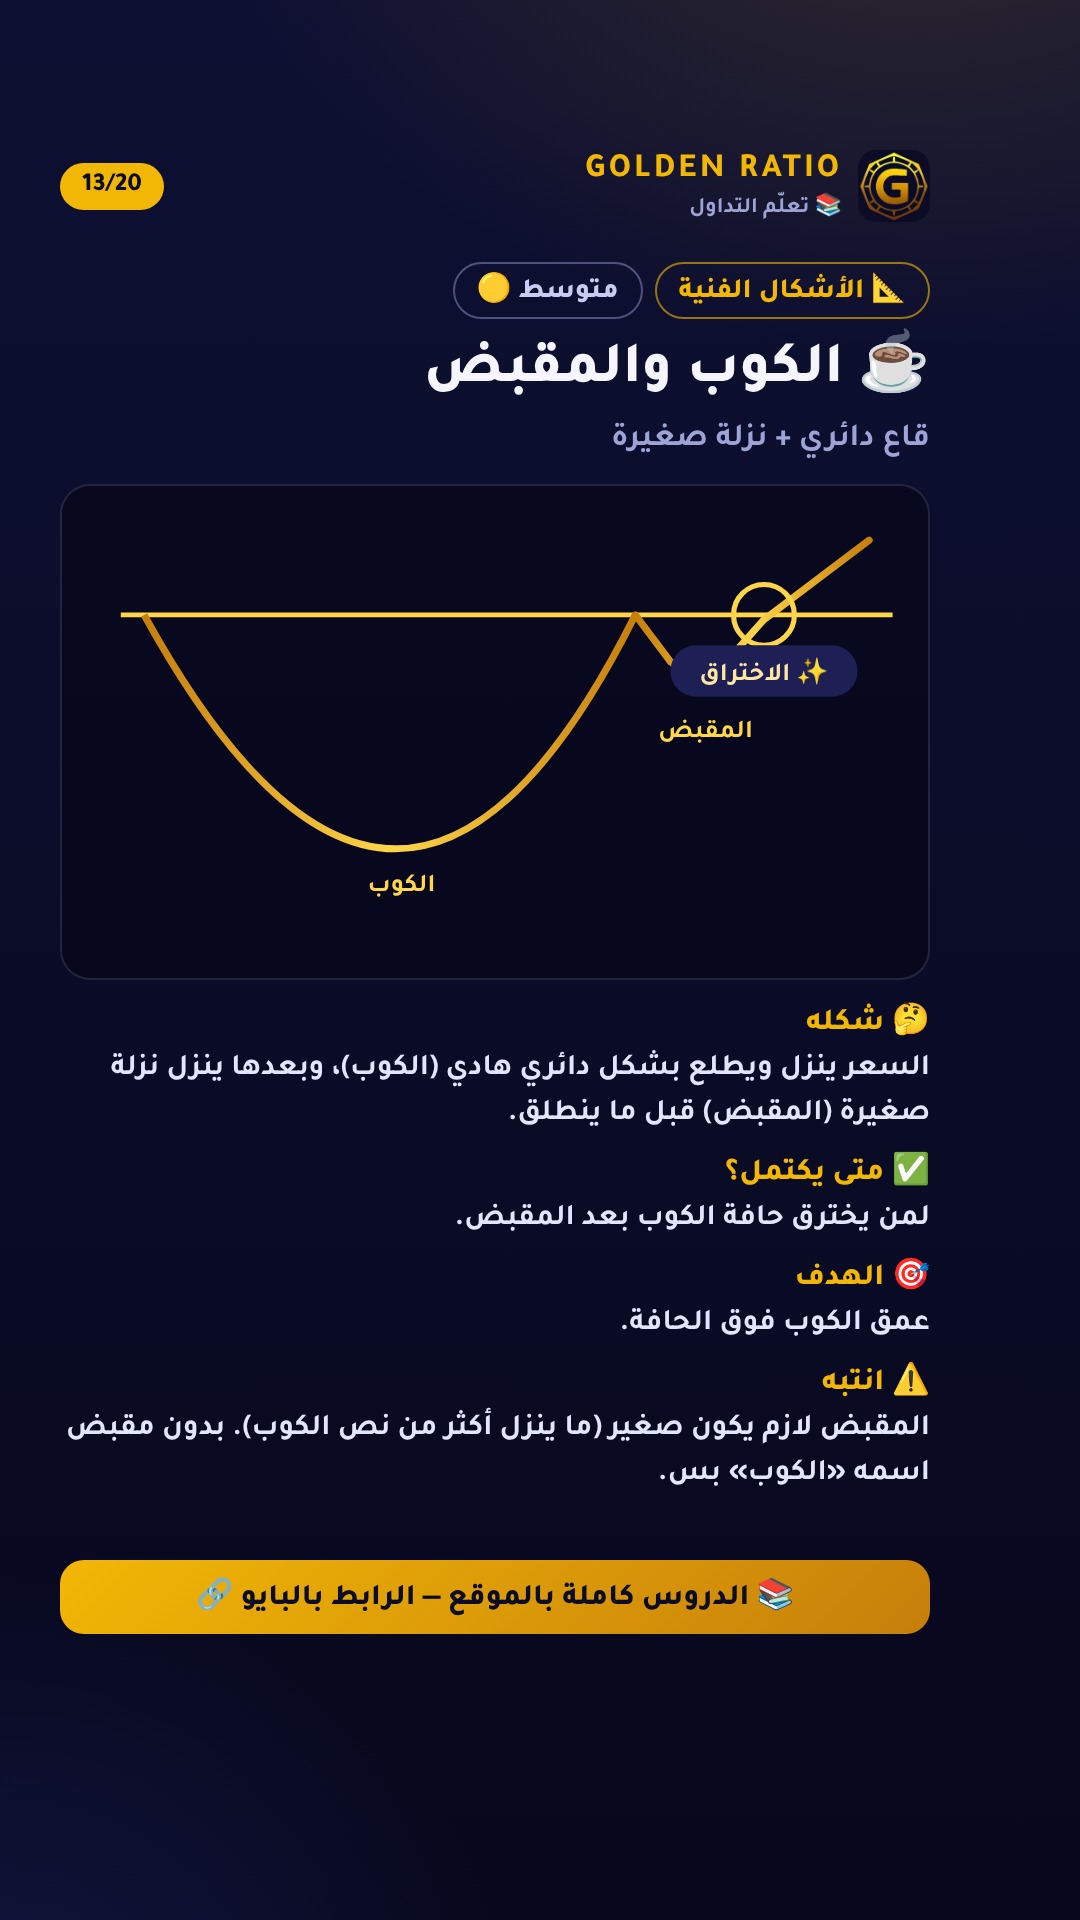 GOLDEN RATIO
📚 تعلّم التداول
13/20
📐 الأشكال الفنية
متوسط 🟡
☕ الكوب والمقبض
قاع دائري + نزلة صغيرة
✨ الاختراق
المقبض
الكوب
🤔 شكله
السعر ينزل ويطلع بشكل دائري هادي (الكوب)، وبعدها ينزل نزلة
صغيرة (المقبض) قبل ما ينطلق.
✅ متى يكتمل؟
لمن يخترق حافة الكوب بعد المقبض.
🎯 الهدف
عمق الكوب فوق الحافة.
⚠️ انتبه
المقبض لازم يكون صغير (ما ينزل أكثر من نص الكوب). بدون مقبض
اسمه «الكوب» بس.
📚 الدروس كاملة بالموقع — الرابط بالبايو 🔗